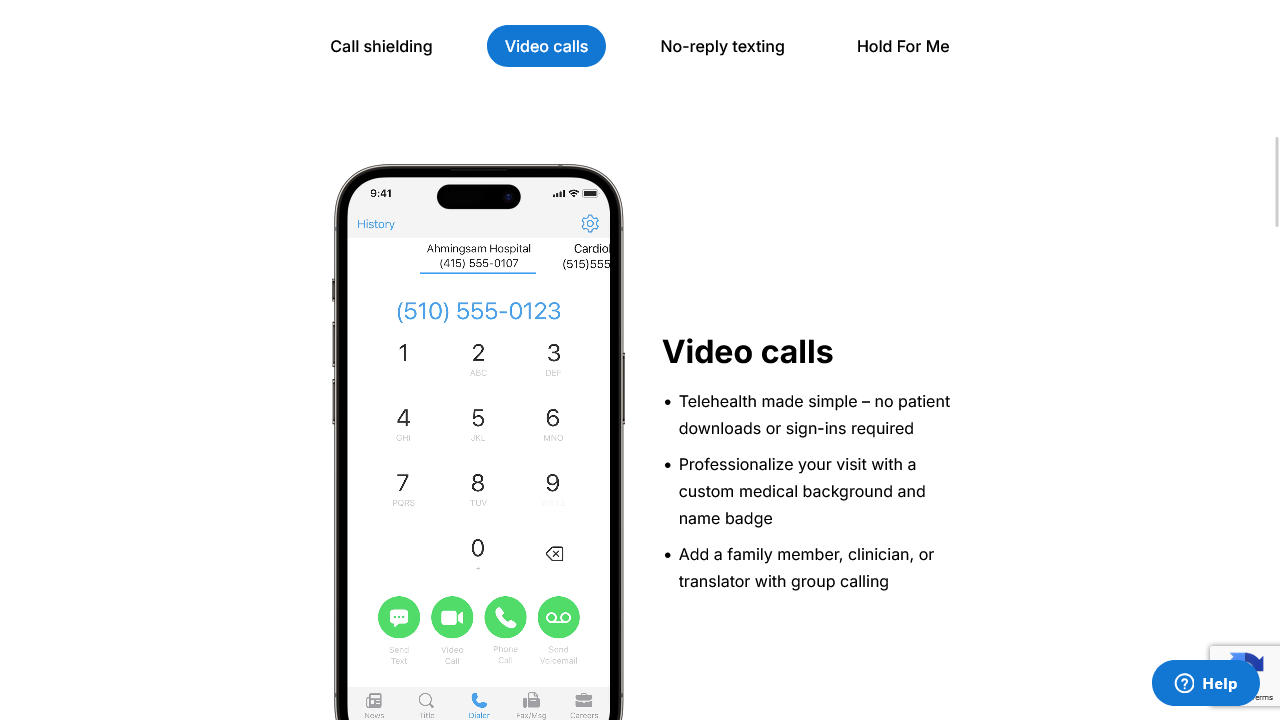 Call shielding
Video calls
No-reply texting
Hold For Me
9:41
History
Ahmingsam Hospital
(415) 555-0107
Cardiol
(515)555
(510) 555-0123
1
2
ABC
3
DEF
4
GHI
5
JKL
6
MNO
7
PQRS
8
TUV
9
0
+
Send
Text
Video
Call
Phone
Call
Send
Voicemail
News
Title
Dialer
Fax/Msg
Careers
Video calls
• Telehealth made simple – no patient
downloads or sign-ins required
• Professionalize your visit with a
custom medical background and
name badge
• Add a family member, clinician, or
translator with group calling
Help